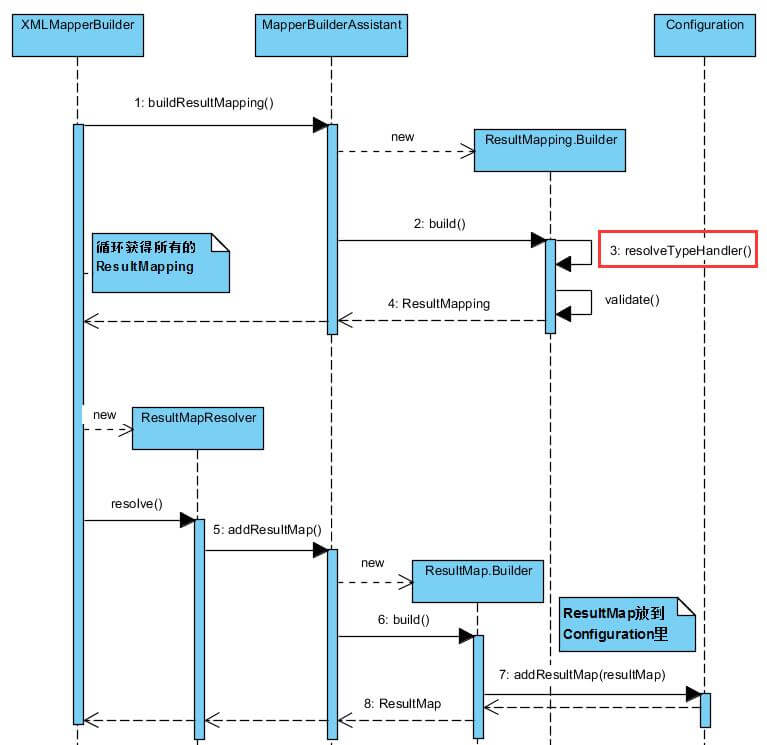 XMLMapperBuilder
MapperBuilderAssistant
Configuration
1: buildResultMapping()
new
ResultMapping.Builder
2: build()
循环获得所有的
ResultMapping
3: resolveTypeHandler()
4: ResultMapping
validate()
new
ResultMapResolver
resolve()
5: addResultMap()
new
ResultMap.Builder
6: build()
ResultMap放到
Configuration里
7: addResultMap(resultMap)
8: ResultMap